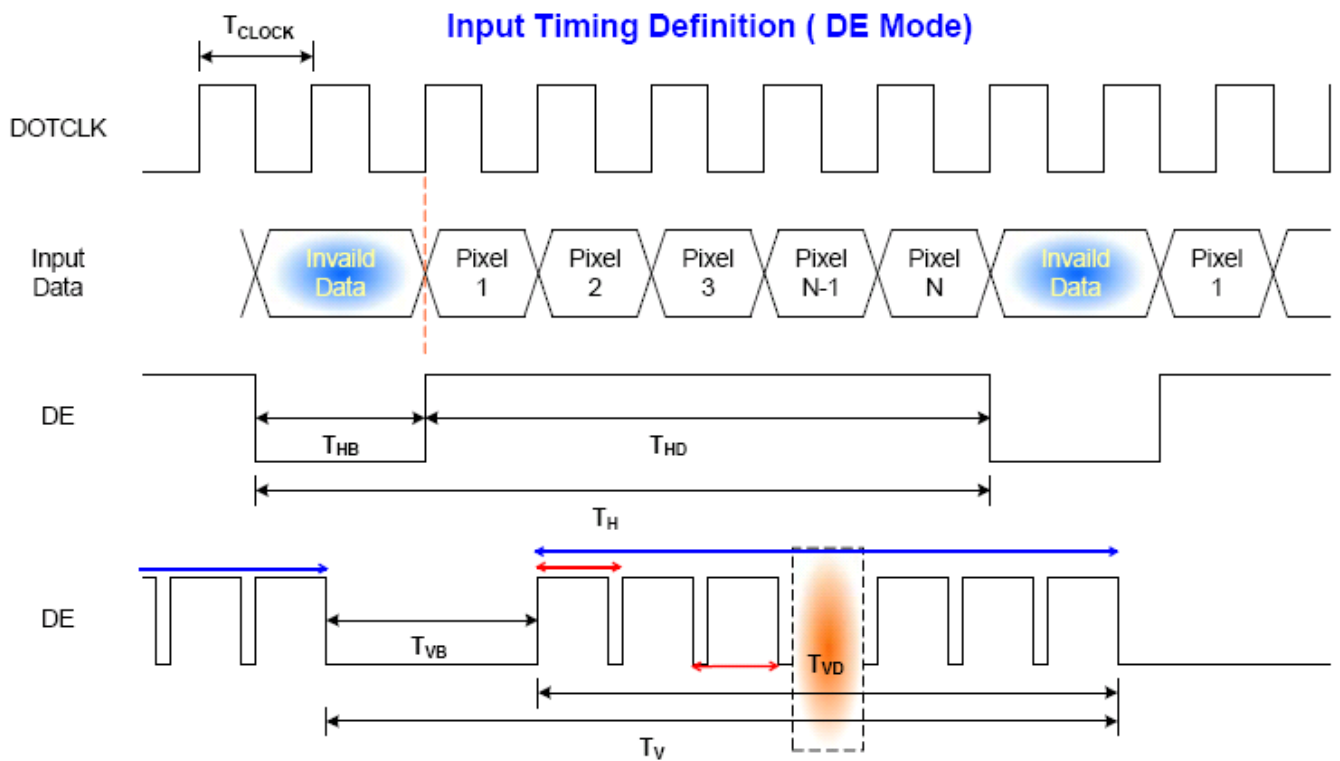 Input Timing Definition ( DE Mode)
TCLOCK
DOTCLK
Input
Data
Invaild
Data
Pixel
1
Pixel
2
Pixel
3
Pixel
N-1
Pixel
N
Invaild
Data
Pixel
1
DE
THB
THD
TH
DE
TVB
TVD
TV